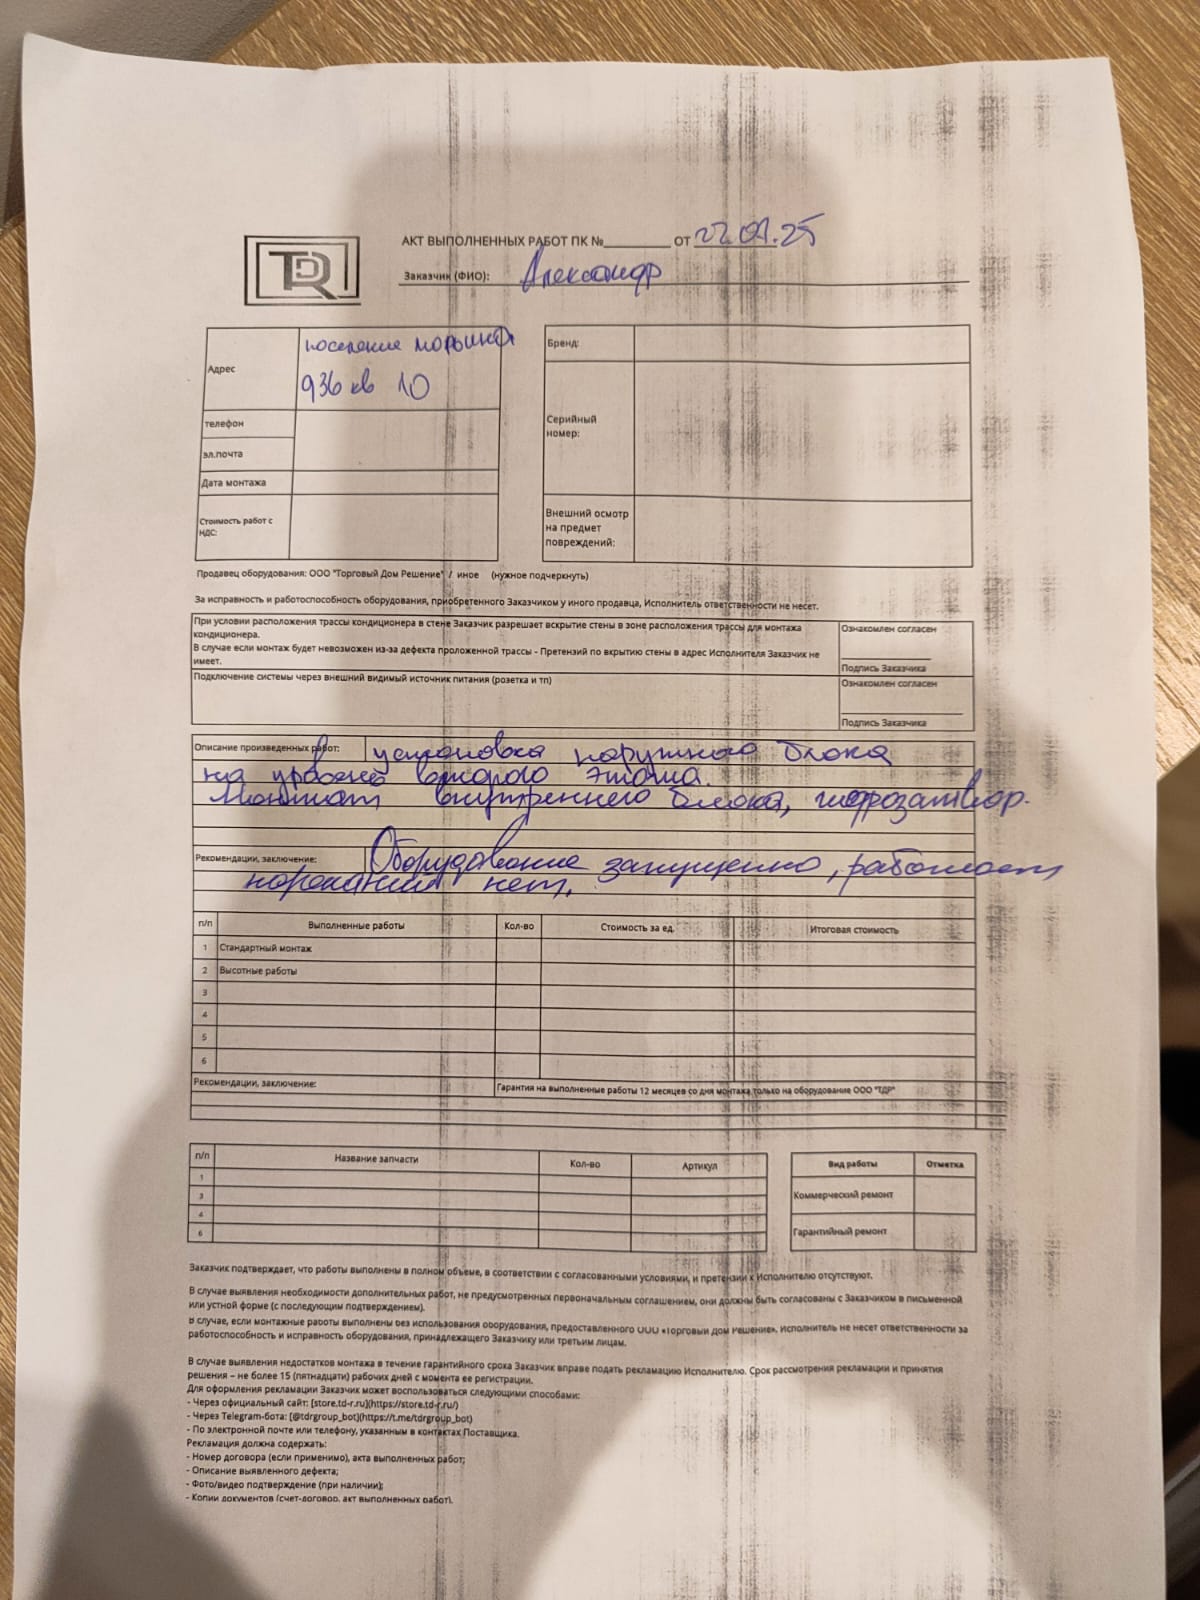 TDR
АКТ ВЫПОЛНЕННЫХ РАБОТ ПК №________ ОТ 22.07.25
Заказчик (ФИО): Александр
Адрес
поселение
936 кв 10
телефон
эл.почта
Дата монтажа
Стоимость работ с НДС:
Бренд:
Серийный номер:
Внешний осмотр на предмет повреждений:
Продавец оборудования: ООО "Торговый Дом Решение" / иное (нужное подчеркнуть)
За исправность и работоспособность оборудования, приобретенного Заказчиком у иного продавца, Исполнитель ответственности не несет.
При условии расположения трассы кондиционера в стене Заказчик разрешает вскрытие стены в зоне расположения трассы для монтажа
кондиционера.
В случае если монтаж будет невозможен из-за дефекта проложенной трассы - Претензий по вкрытию стены в адрес Исполнителя Заказчик не
имеет.
Ознакомлен согласен
Подпись Заказчика
Подключение системы через внешний видимый источник питания (розетка и тп)
Ознакомлен согласен
Подпись Заказчика
Описание произведенных работ: установка наружного блока
на уровне второго этажа.
Монтаж внутреннего блока, гидрозатвор.
Рекомендации, заключение: Оборудование запущенно, работает
нареканий нет.
п/п Выполненые работы Кол-во Стоимость за ед. Итоговая стоимость
1 Стандартный монтаж
2 Высотные работы
3
4
5
6
Рекомендации, заключение: Гарантия на выполненные работы 12 месяцев со дня монтажа только на оборудование ООО "ТДР"
п/п Название запчасти Кол-во Артикул
1
3
4
6
Вид работы Отметка
Коммерческий ремонт
Гарантийный ремонт
Заказчик подтверждает, что работы выполнены в полном объеме, в соответствии с согласованными условиями, и претензии к Исполнителю отсутствуют.
В случае выявления необходимости дополнительных работ, не предусмотренных первоначальным соглашением, они должны быть согласованы с Заказчиком в письменной
или устной форме (с последующим подтверждением).
В случае, если монтажные работы выполнены без использования оборудования, предоставленного ООО «Торговый дом Решение», Исполнитель не несет ответственности за
работоспособность и исправность оборудования, принадлежащего Заказчику или третьим лицам.
В случае выявления недостатков монтажа в течение гарантийного срока Заказчик вправе подать рекламацию Исполнителю. Срок рассмотрения рекламации и принятия
решения – не более 15 (пятнадцати) рабочих дней с момента ее регистрации.
Для оформления рекламации Заказчик может воспользоваться следующими способами:
- Через официальный сайт: [store.td-r.ru](https://store.td-r.ru/)
- Через Telegram-бота: [@tdrgroup_bot](https://t.me/tdrgroup_bot)
- По электронной почте или телефону, указанным в контактах Поставщика.
Рекламация должна содержать:
- Номер договора (если применимо), акта выполненных работ;
- Описание выявленного дефекта;
- Фото/видео подтверждение (при наличии);
- Копии документов (счет-договор, акт выполненных работ).